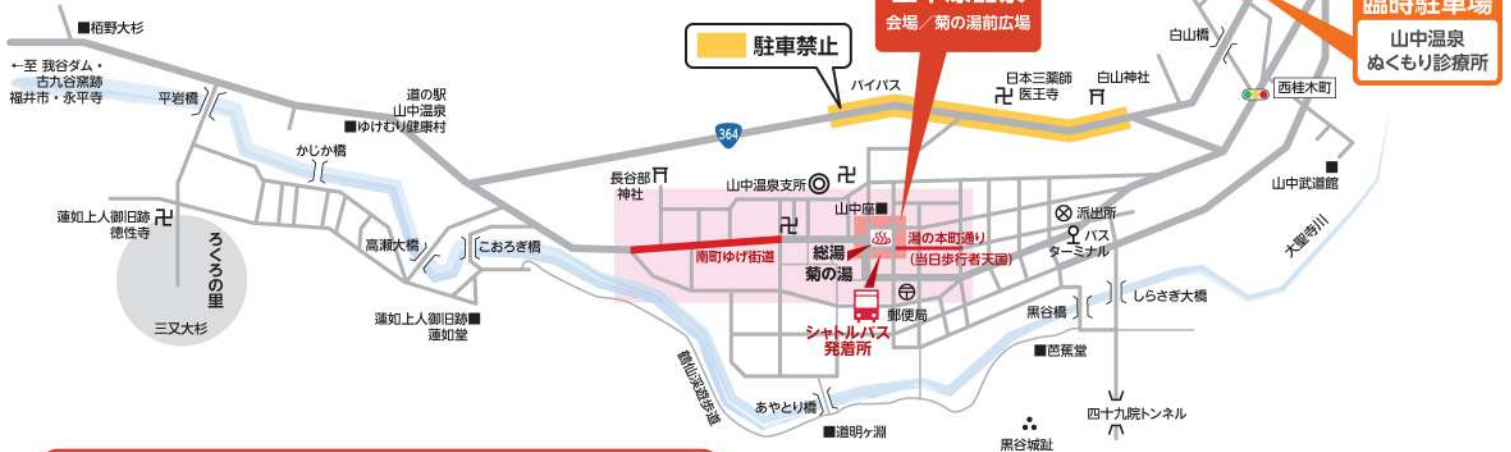 会場／菊の湯前広場
臨時駐車場
山中温泉
ぬくもり診療所
■栢野大杉
駐車禁止
白山橋
←至 我谷ダム・
古九谷窯跡
福井市・永平寺
平岩橋
道の駅
山中温泉
■ゆけむり健康村
バイパス
日本三薬師
医王寺
卍
白山神社
西桂木町
364
かじか橋
長谷部
神社
山中温泉支所
卍
山中武道館
山中座■
蓮如上人御旧跡
徳性寺
卍
ろくろの里
三又大杉
高瀬大橋
こおろぎ橋
南町ゆげ街道
卍
総湯
菊の湯
湯の本町通り
(当日歩行者天国)
派出所
バス
ターミナル
大聖寺川
蓮如上人御旧跡■
蓮如堂
シャトルバス
発着所
郵便局
黒谷橋
しらさぎ大橋
■芭蕉堂
鶴仙渓遊歩道
あやとり橋
■道明ヶ淵
四十九院トンネル
黒谷城趾